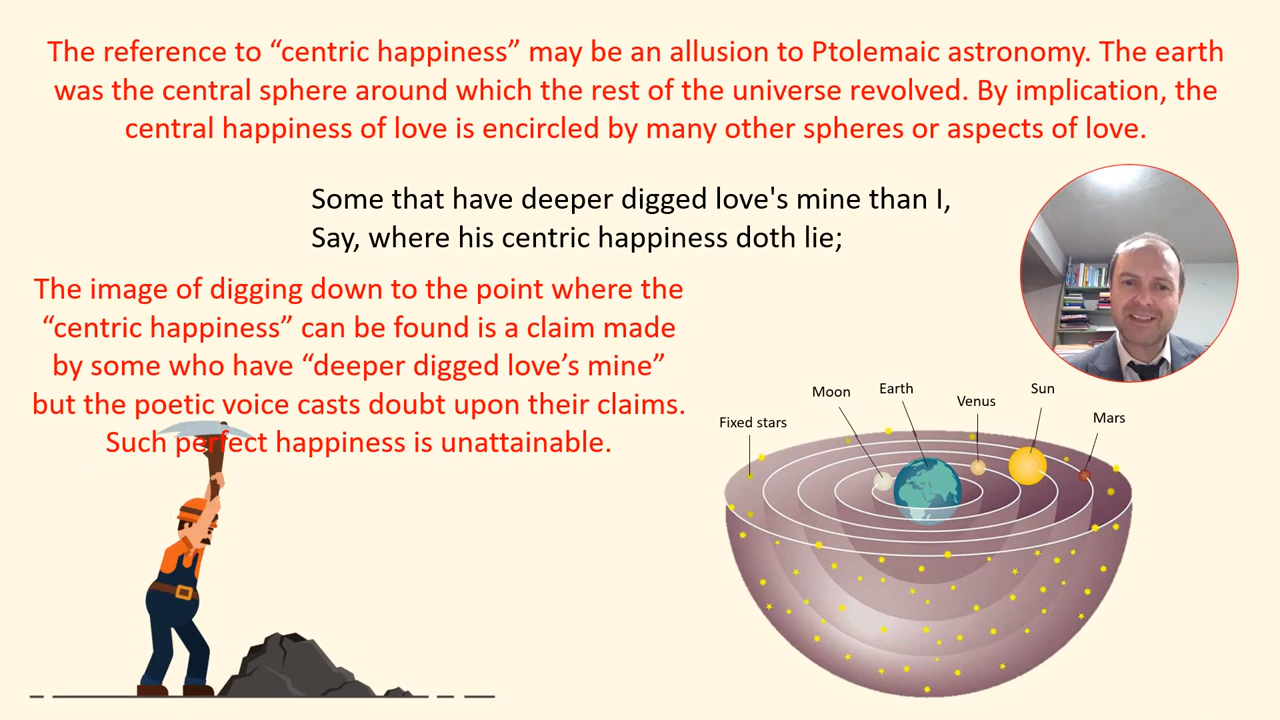 The reference to “centric happiness” may be an allusion to Ptolemaic astronomy. The earth
was the central sphere around which the rest of the universe revolved. By implication, the
central happiness of love is encircled by many other spheres or aspects of love.
Some that have deeper digged love's mine than I,
Say, where his centric happiness doth lie;
The image of digging down to the point where the
“centric happiness” can be found is a claim made
by some who have “deeper digged love’s mine”
but the poetic voice casts doubt upon their claims.
Such perfect happiness is unattainable.
Moon
Earth
Venus
Sun
Mars
Fixed stars